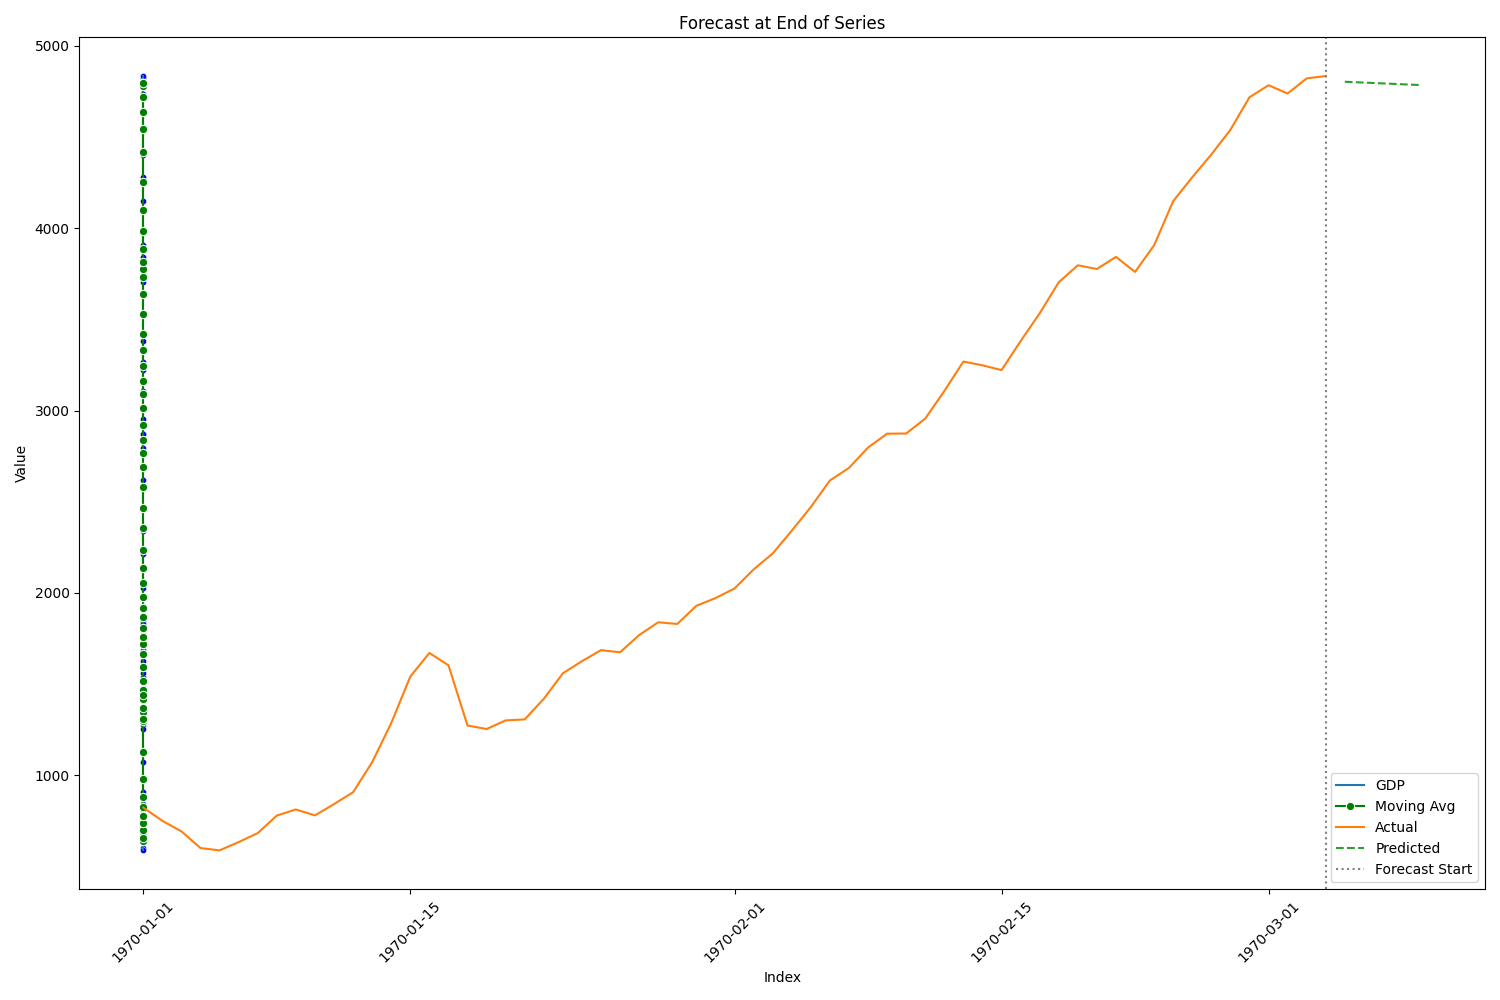 Forecast at End of Series
5000
4000
3000
2000
1000
Value
1970-01-01
1970-01-15
1970-02-01
1970-02-15
1970-03-01
Index
GDP
Moving Avg
Actual
Predicted
Forecast Start